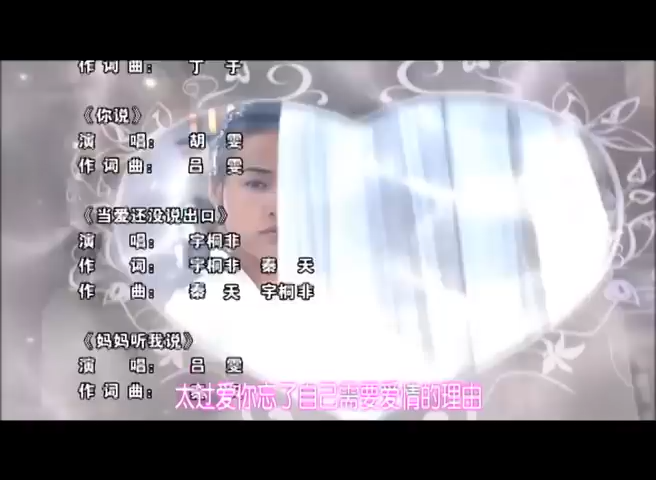 作词曲： 丁 于
《你说》
演 唱： 胡 雯
作词曲： 吕 雯
《当爱还没说出口》
演 唱： 宇桐非
作 词： 宇桐非 秦 天
作 曲： 秦 天 宇桐非
《妈妈听我说》
演 唱： 吕 雯
作词曲：
太过爱你忘了自己需要爱情的理由